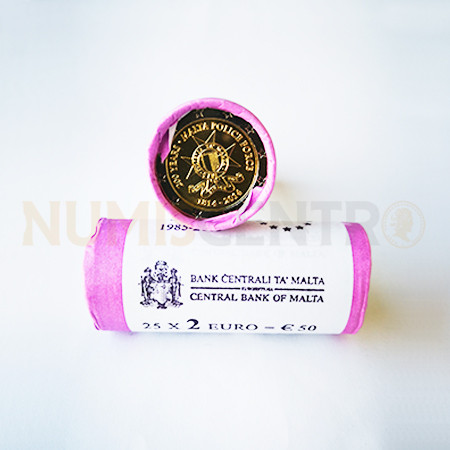 200 YEARS · MALTA POLICE FORCE
1814 - 2014
NUMISCENTRO
1985-
BANK ĊENTRALI TA' MALTA
CENTRAL BANK OF MALTA
25 X 2 EURO = € 50